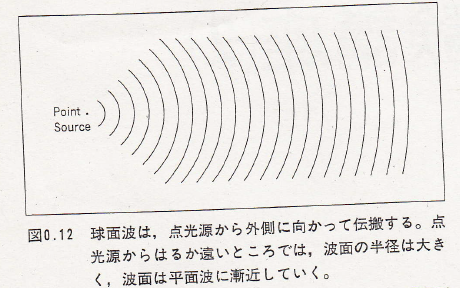 Point
Source
図0.12 球面波は，点光源から外側に向かって伝搬する。点
光源からはるか遠いところでは，波面の半径は大き
く，波面は平面波に漸近していく。